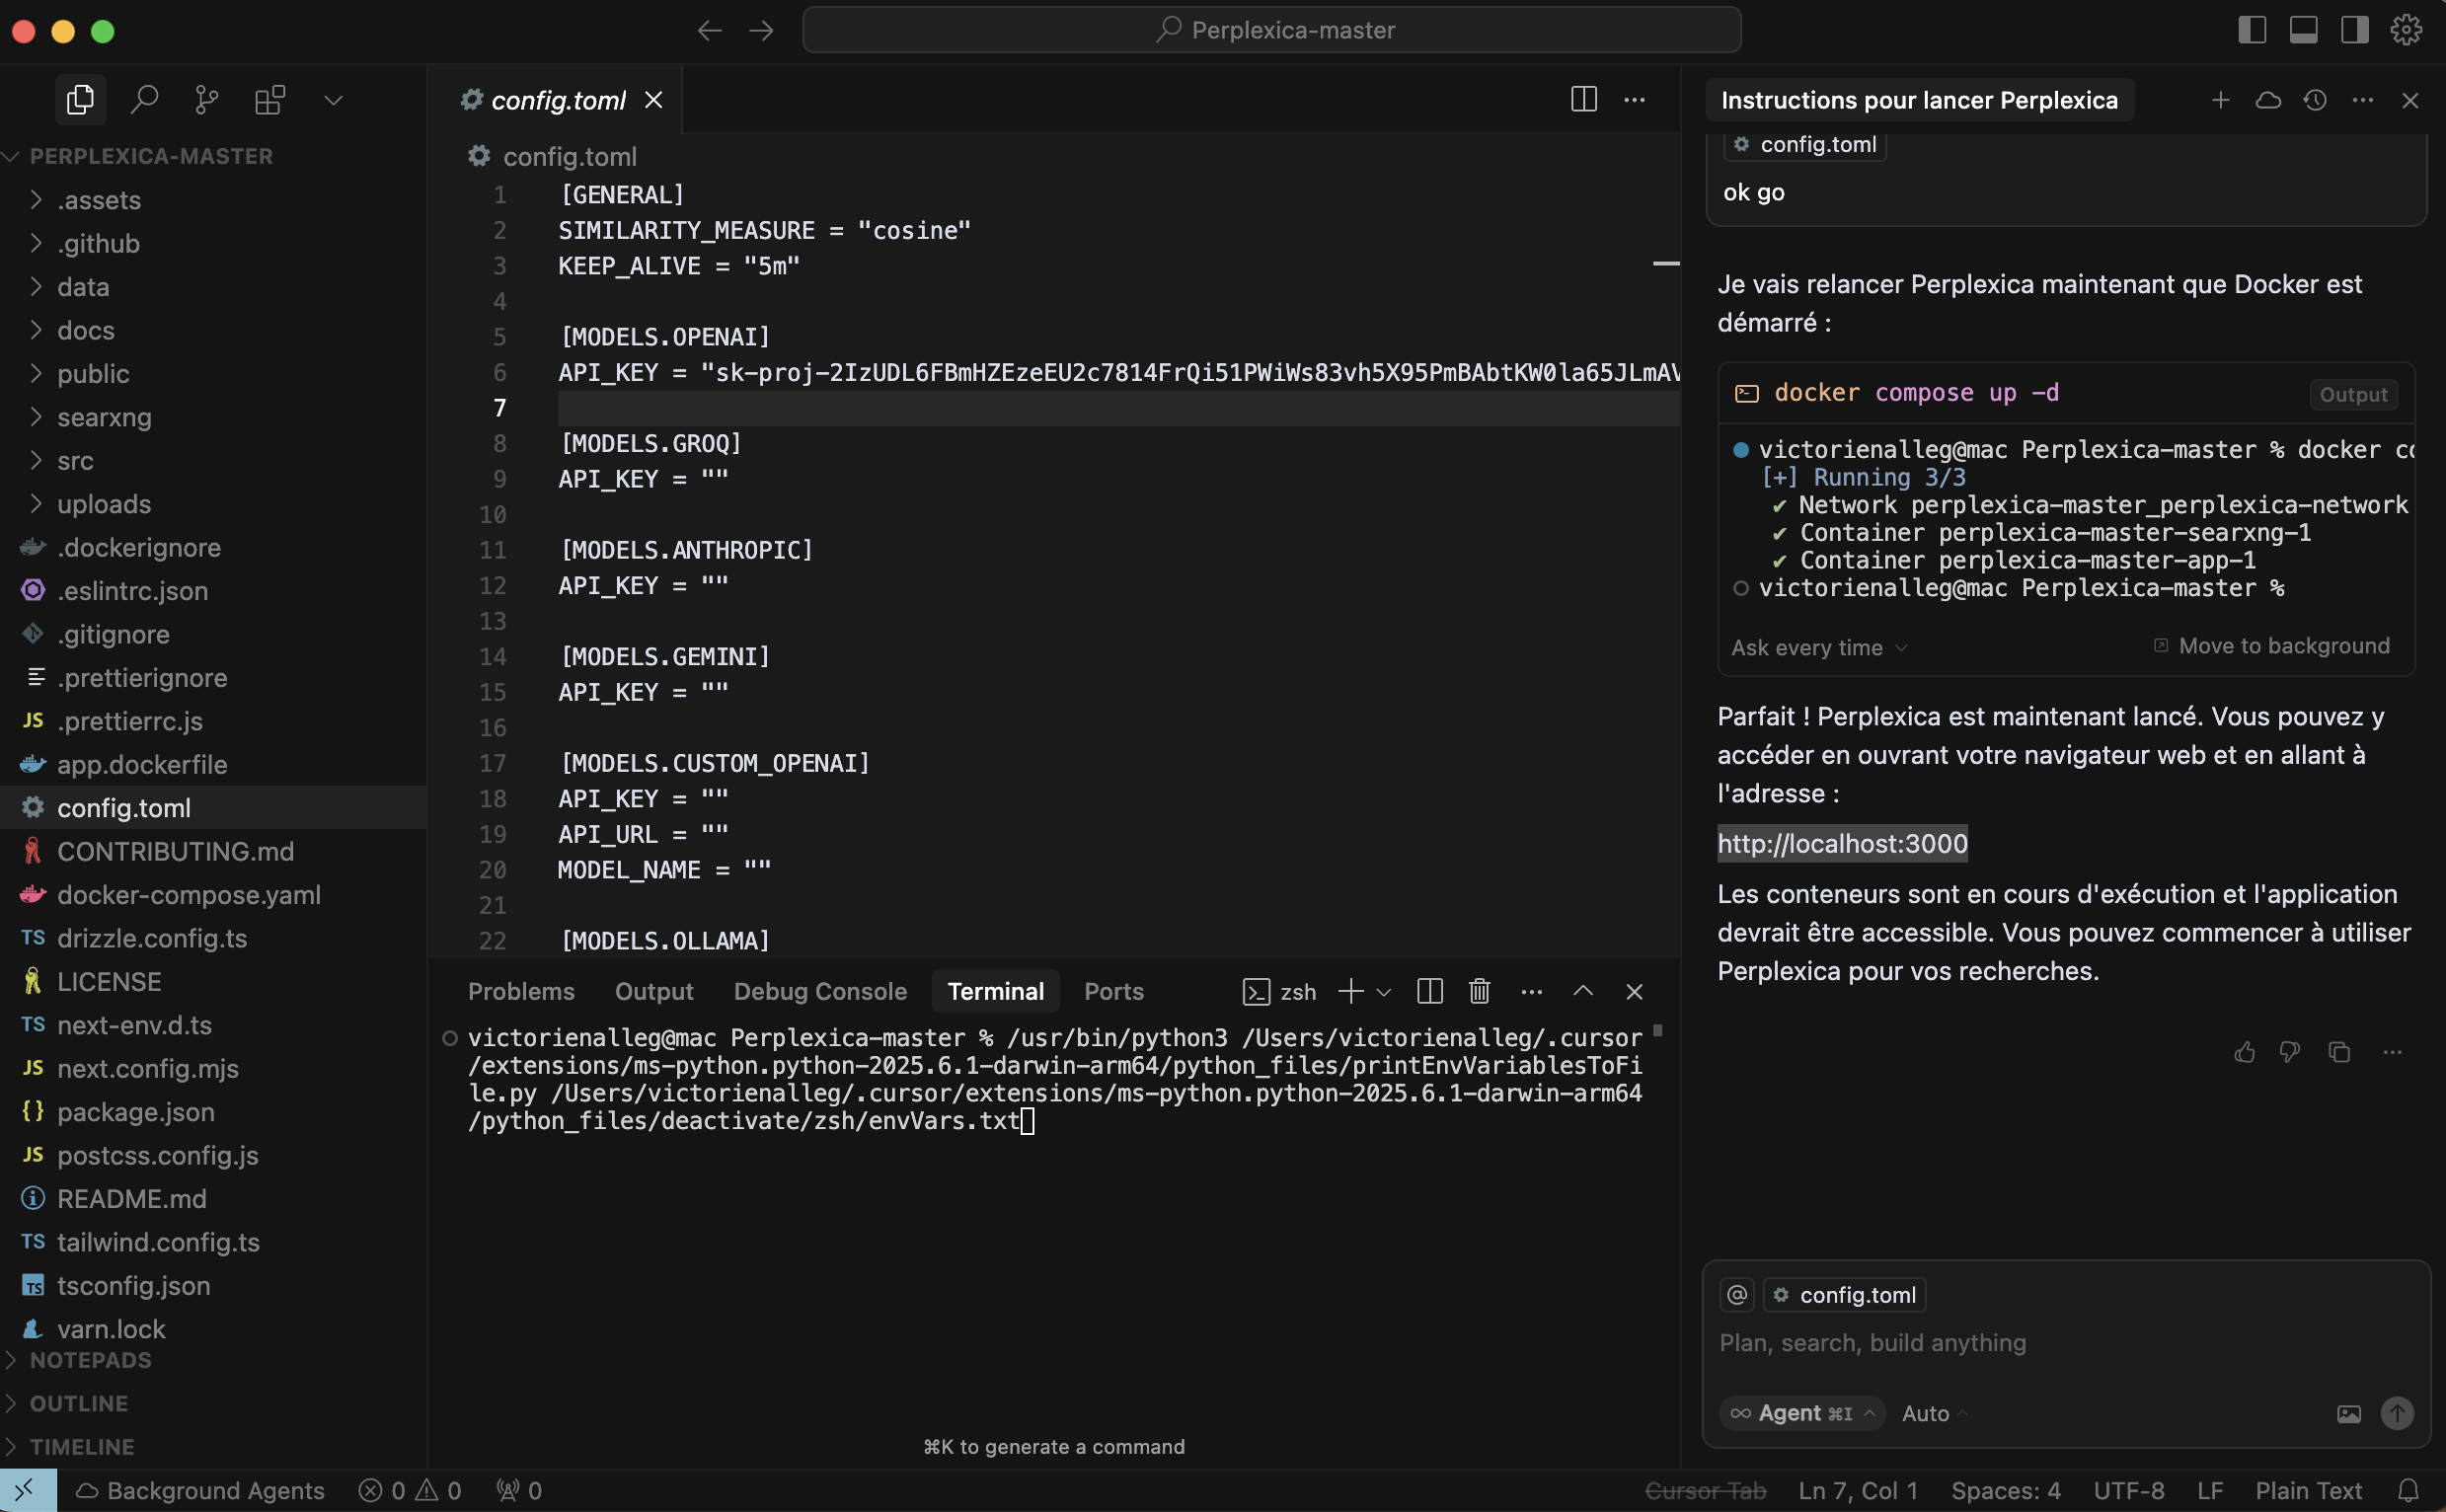 Perplexica-master
config.toml
Instructions pour lancer Perplexica
PERPLEXICA-MASTER
.assets
.github
data
docs
public
searxng
src
uploads
.dockerignore
.eslintrc.json
.gitignore
.prettierignore
JS .prettierrc.js
app.dockerfile
config.toml
CONTRIBUTING.md
docker-compose.yaml
TS drizzle.config.ts
LICENSE
TS next-env.d.ts
JS next.config.mjs
{} package.json
JS postcss.config.js
README.md
TS tailwind.config.ts
TS tsconfig.json
yarn.lock
NOTEPADS
OUTLINE
TIMELINE
config.toml
1 [GENERAL]
2 SIMILARITY_MEASURE = "cosine"
3 KEEP_ALIVE = "5m"
4
5 [MODELS.OPENAI]
6 API_KEY = "sk-proj-2IzUDL6FBmHZEzeEU2c7814FrQi51PWiWs83vh5X95PmBAbtKW0la65JLmAV
7
8 [MODELS.GROQ]
9 API_KEY = ""
10
11 [MODELS.ANTHROPIC]
12 API_KEY = ""
13
14 [MODELS.GEMINI]
15 API_KEY = ""
16
17 [MODELS.CUSTOM_OPENAI]
18 API_KEY = ""
19 API_URL = ""
20 MODEL_NAME = ""
21
22 [MODELS.OLLAMA]
Problems Output Debug Console Terminal Ports zsh
victorienalleg@mac Perplexica-master % /usr/bin/python3 /Users/victorienalleg/.cursor
/extensions/ms-python.python-2025.6.1-darwin-arm64/python_files/printEnvVariablesToFi
le.py /Users/victorienalleg/.cursor/extensions/ms-python.python-2025.6.1-darwin-arm64
/python_files/deactivate/zsh/envVars.txt
⌘K to generate a command
config.toml
ok go
Je vais relancer Perplexica maintenant que Docker est
démarré :
docker compose up -d
Output
victorienalleg@mac Perplexica-master % docker co
[+] Running 3/3
✔ Network perplexica-master_perplexica-network
✔ Container perplexica-master-searxng-1
✔ Container perplexica-master-app-1
victorienalleg@mac Perplexica-master %
Ask every time Move to background
Parfait ! Perplexica est maintenant lancé. Vous pouvez y
accéder en ouvrant votre navigateur web et en allant à
l'adresse :
http://localhost:3000
Les conteneurs sont en cours d'exécution et l'application
devrait être accessible. Vous pouvez commencer à utiliser
Perplexica pour vos recherches.
@ config.toml
Plan, search, build anything
Agent ⌘I Auto
Background Agents 0 0 0 Cursor Tab Ln 7, Col 1 Spaces: 4 UTF-8 LF Plain Text